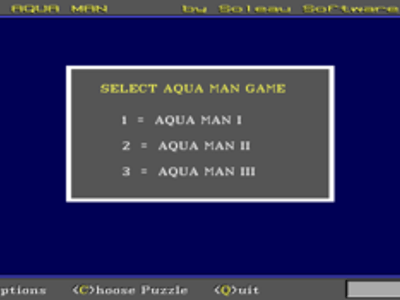 AQUA MAN by Soleau Software
SELECT AQUA MAN GAME
1 = AQUA MAN I
2 = AQUA MAN II
3 = AQUA MAN III
ptions <C>hoose Puzzle <Q>uit